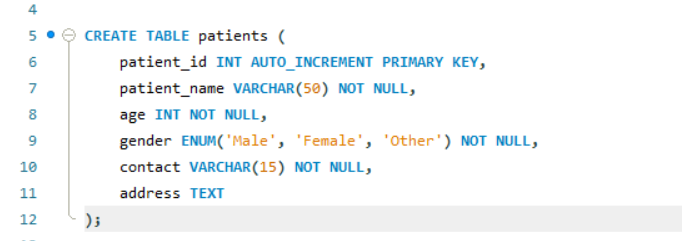 4
5 CREATE TABLE patients (
6 patient_id INT AUTO_INCREMENT PRIMARY KEY,
7 patient_name VARCHAR(50) NOT NULL,
8 age INT NOT NULL,
9 gender ENUM('Male', 'Female', 'Other') NOT NULL,
10 contact VARCHAR(15) NOT NULL,
11 address TEXT
12 );